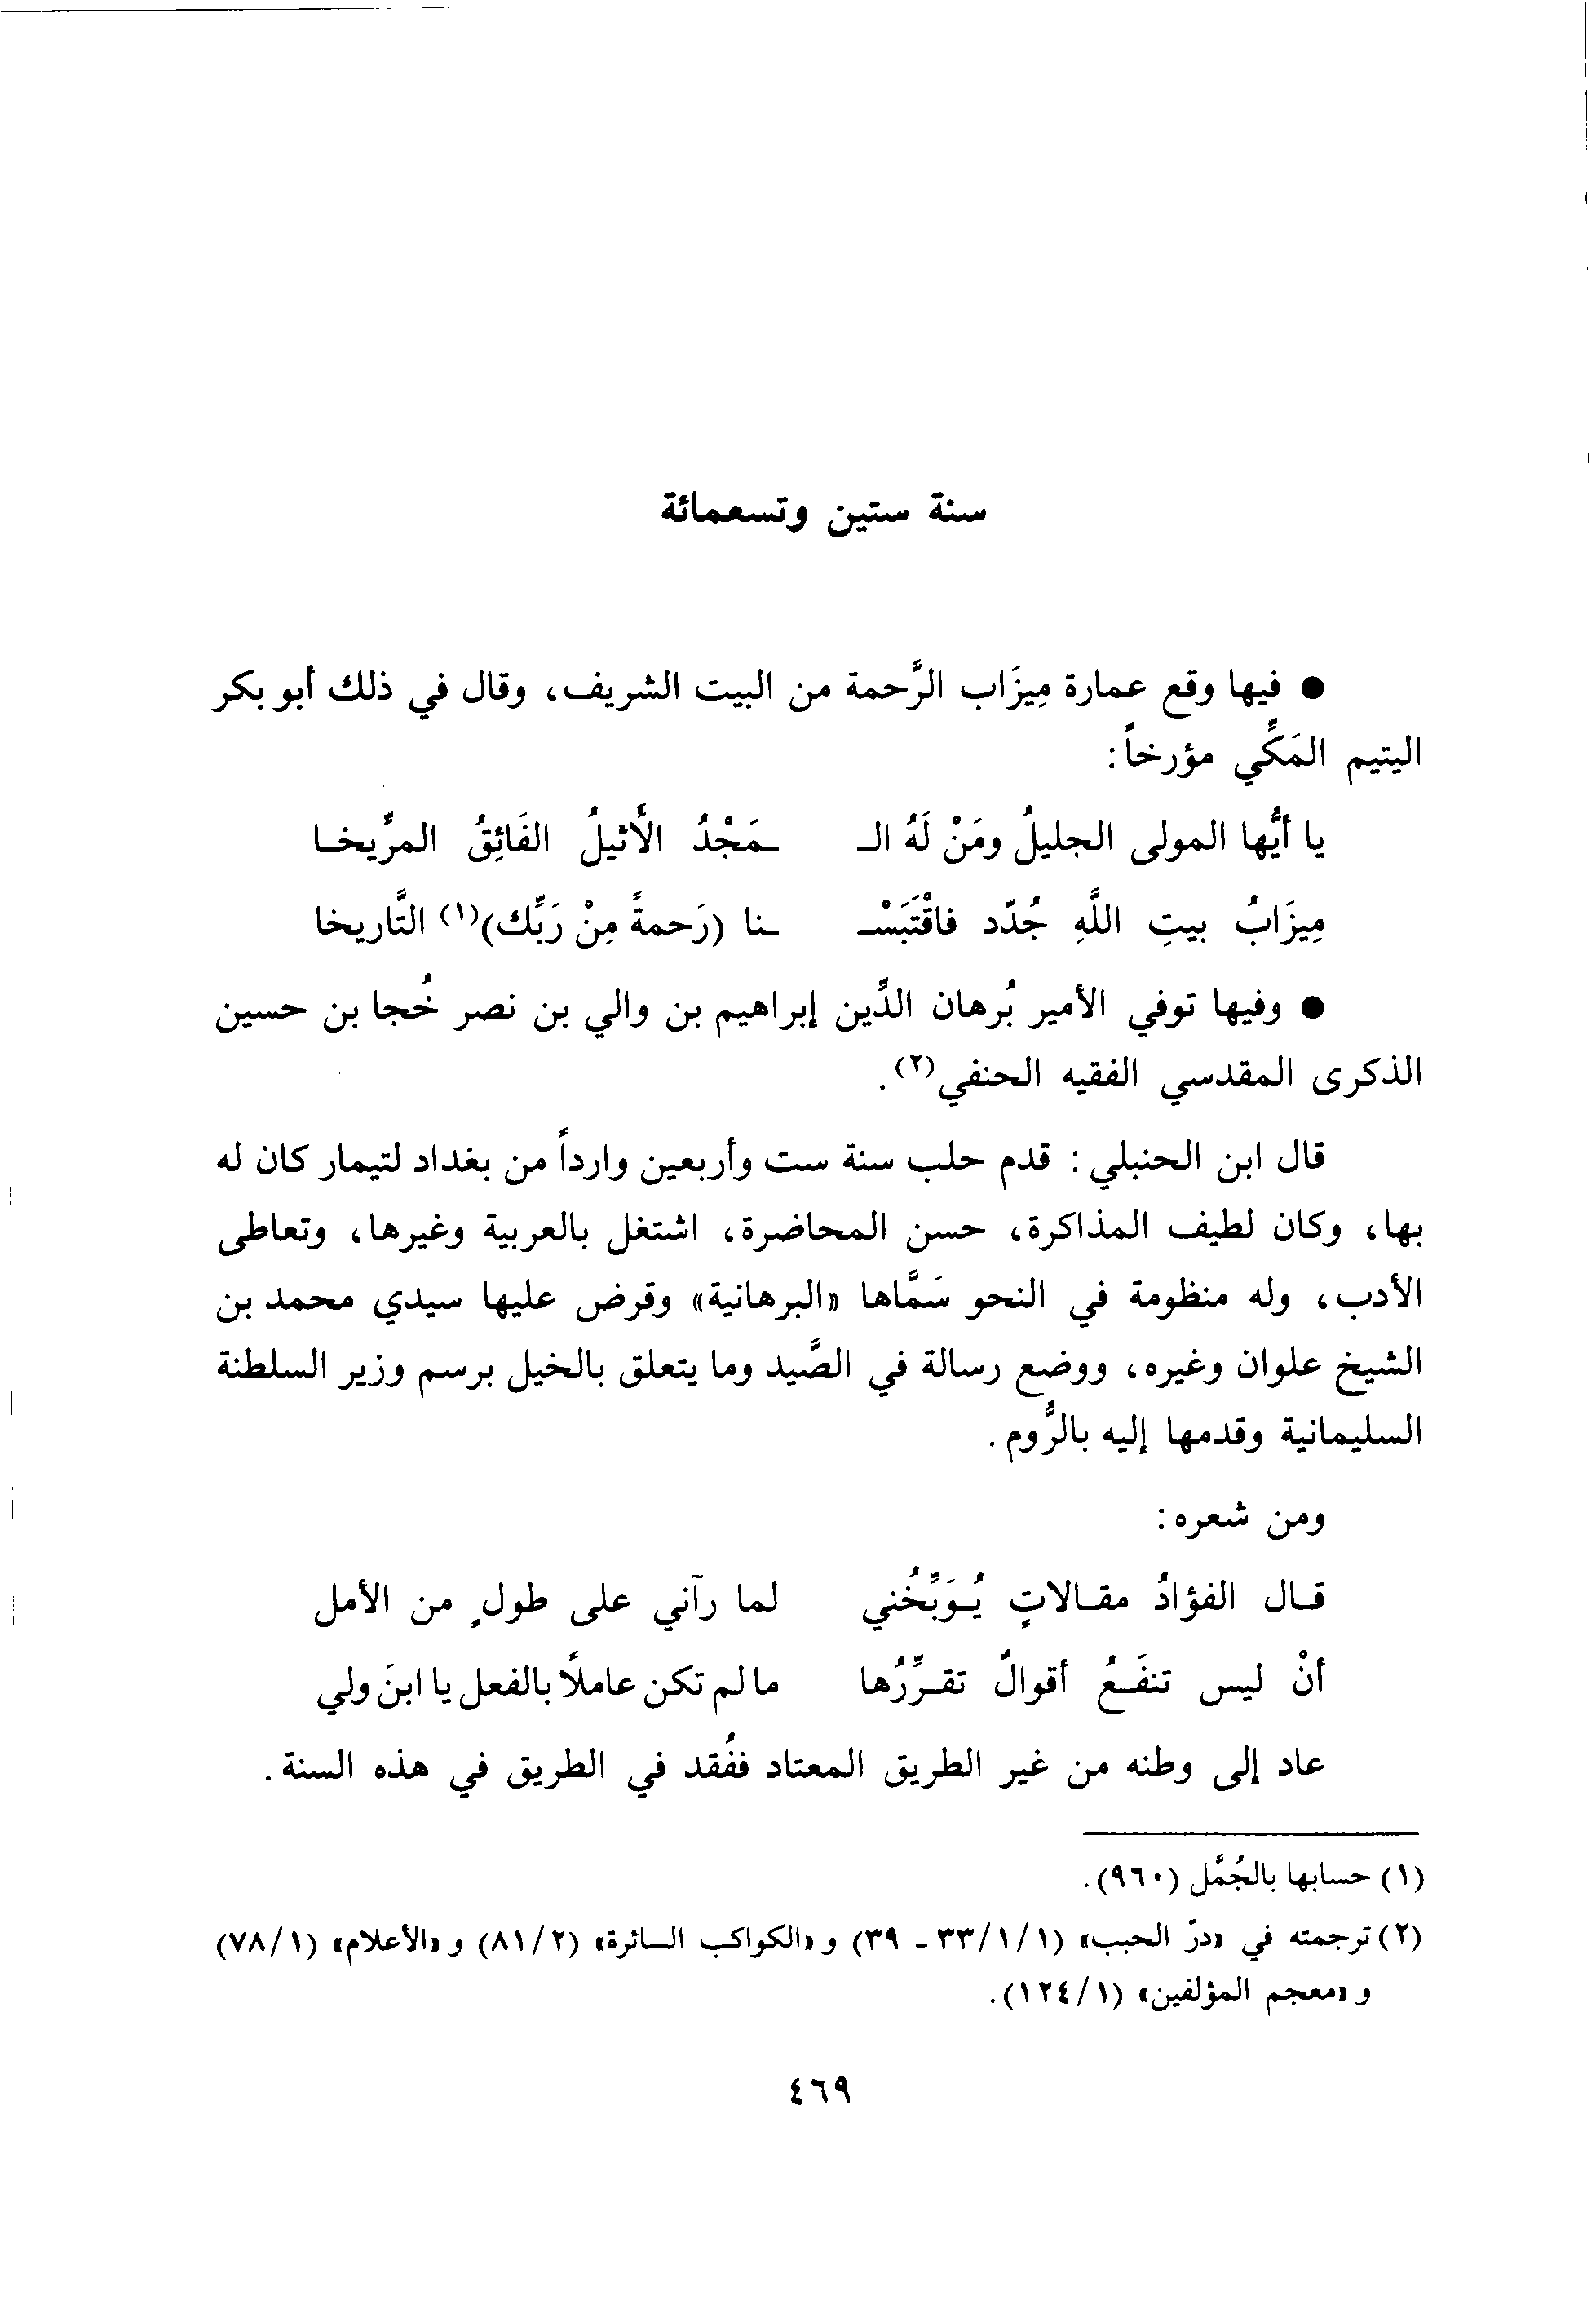 سنة ستين وتسعمائة
● فيها وقع عمارة مِيزَاب الرَّحمة من البيت الشريف، وقال في ذلك أبو بكر
اليتيم المَكِّي مؤرخاً:
يا أيُّها المولى الجليلُ ومَنْ لَهُ الـ ـمَجْدُ الأثيلُ الفَائِقُ المرِّيخـا
مِيزَابُ بيتِ اللَّهِ جُدّد فاقْتَبَسْـ ـنا (رَحمةً مِنْ رَبِّك)(١) التَّاريخا
● وفيها توفي الأمير بُرهان الدِّين إبراهيم بن والي بن نصر خُجا بن حسين
الذكرى المقدسي الفقيه الحنفي(٢).
قال ابن الحنبلي: قدم حلب سنة ست وأربعين وارداً من بغداد لتيمار كان له
بها، وكان لطيف المذاكرة، حسن المحاضرة، اشتغل بالعربية وغيرها، وتعاطى
الأدب، وله منظومة في النحو سَمَّاها «البرهانية» وقرض عليها سيدي محمد بن
الشيخ علوان وغيره، ووضع رسالة في الصَّيد وما يتعلق بالخيل برسم وزير السلطنة
السليمانية وقدمها إليه بالرُّوم.
ومن شعره:
قـال الفؤادُ مقـالاتٍ يُـوَبِّخُني لما رآني على طولٍ من الأمل
أنْ ليس تنفَـعُ أقوالٌ تقـرِّرُها ما لم تكن عاملًا بالفعل يا ابنَ ولي
عاد إلى وطنه من غير الطريق المعتاد ففُقد في الطريق في هذه السنة.
(١) حسابها بالجُمَّل (٩٦٠).
(٢) ترجمته في «درّ الحبب» (٣٣/١/١ - ٣٩) و «الكواكب السائرة» (٨١/٢) و «الأعلام» (٧٨/١)
و «معجم المؤلفين» (١٢٤/١).
٤٦٩